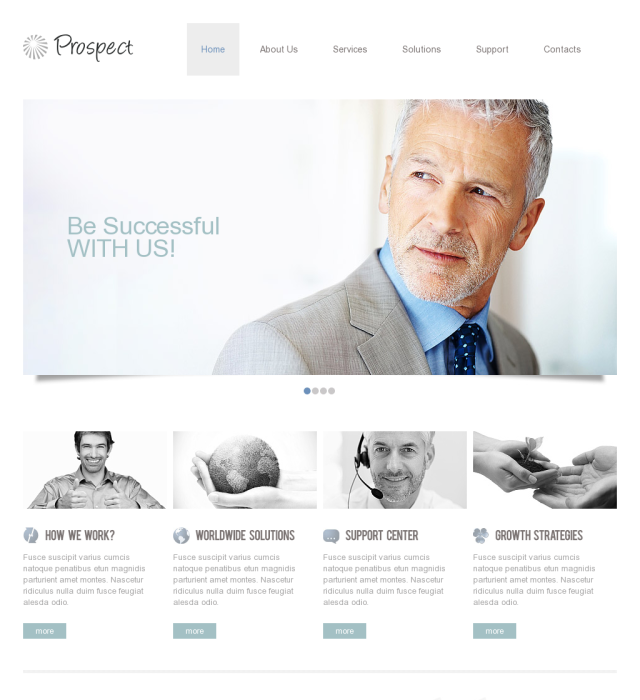 Prospect
Home About Us Services Solutions Support Contacts
Be Successful
WITH US!
HOW WE WORK?
Fusce suscipit varius cumcis
natoque penatibus etun magnidis
parturient amet montes. Nascetur
ridiculus nulla duim fusce feugiat
alesda odio.
more
WORLDWIDE SOLUTIONS
Fusce suscipit varius cumcis
natoque penatibus etun magnidis
parturient amet montes. Nascetur
ridiculus nulla duim fusce feugiat
alesda odio.
more
SUPPORT CENTER
Fusce suscipit varius cumcis
natoque penatibus etun magnidis
parturient amet montes. Nascetur
ridiculus nulla duim fusce feugiat
alesda odio.
more
GROWTH STRATEGIES
Fusce suscipit varius cumcis
natoque penatibus etun magnidis
parturient amet montes. Nascetur
ridiculus nulla duim fusce feugiat
alesda odio.
more